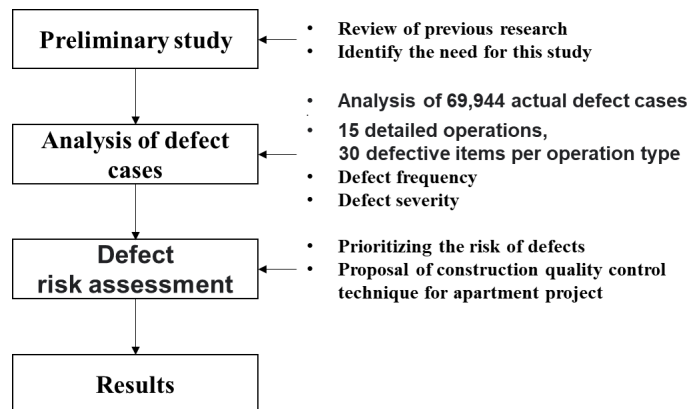 Preliminary study
• Review of previous research
• Identify the need for this study
Analysis of defect
cases
• Analysis of 69,944 actual defect cases
• 15 detailed operations,
30 defective items per operation type
• Defect frequency
• Defect severity
Defect
risk assessment
• Prioritizing the risk of defects
• Proposal of construction quality control
technique for apartment project
Results